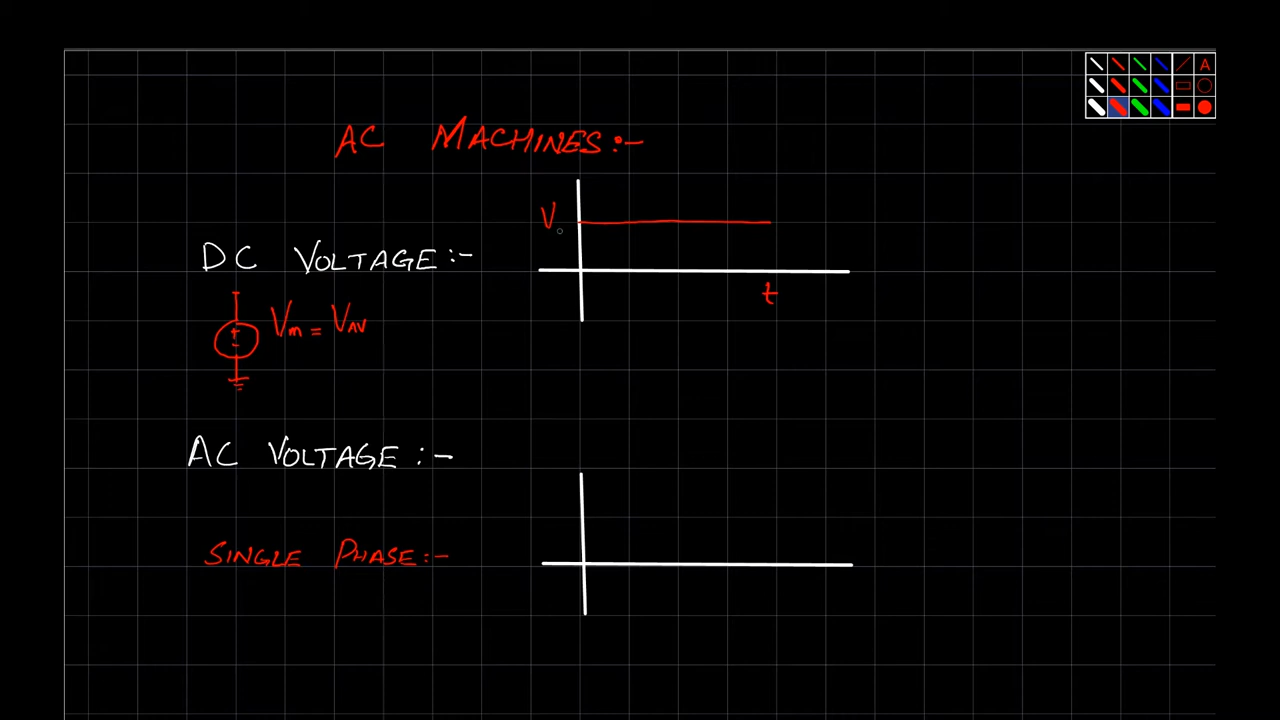 AC MACHINES:-
V
DC VOLTAGE:-
t
Vm = VAV
AC VOLTAGE:-
SINGLE PHASE:-
A